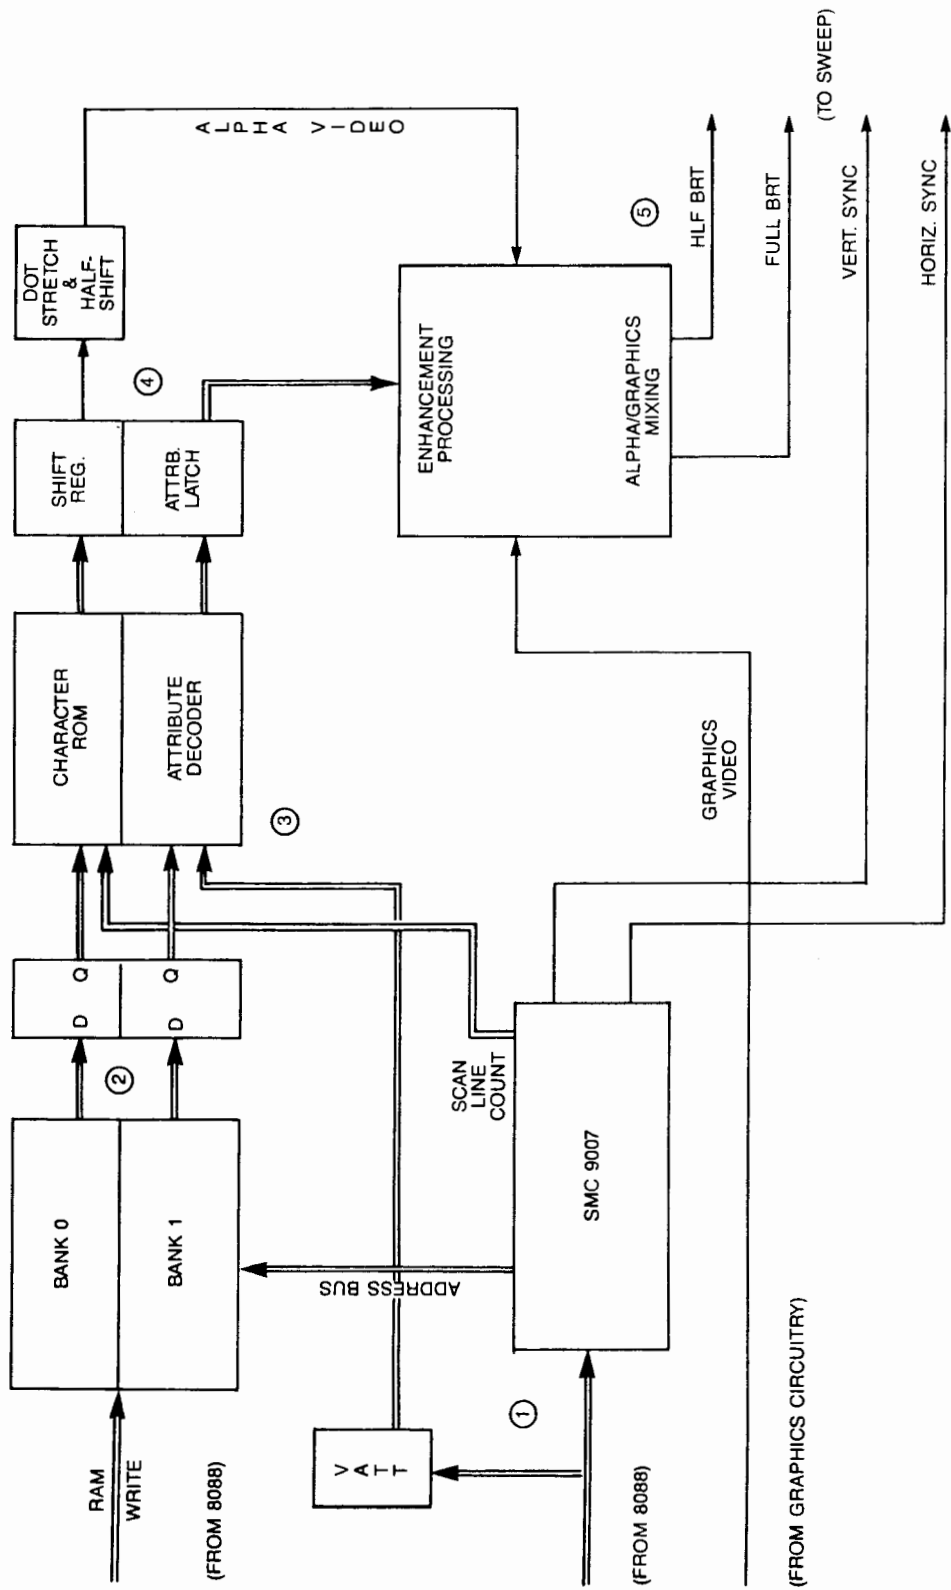 RAM
WRITE
(FROM 8088)
BANK 0
BANK 1
2
D Q
D Q
CHARACTER
ROM
ATTRIBUTE
DECODER
3
SHIFT
REG.
ATTRB.
LATCH
4
DOT
STRETCH
&
HALF-
SHIFT
ALPHA VIDEO
VATT
ADDRESS BUS
1
(FROM 8088)
SMC 9007
SCAN
LINE
COUNT
ENHANCEMENT
PROCESSING
ALPHA/GRAPHICS
MIXING
5
HLF BRT
FULL BRT
(TO SWEEP)
VERT. SYNC
HORIZ. SYNC
GRAPHICS
VIDEO
(FROM GRAPHICS CIRCUITRY)